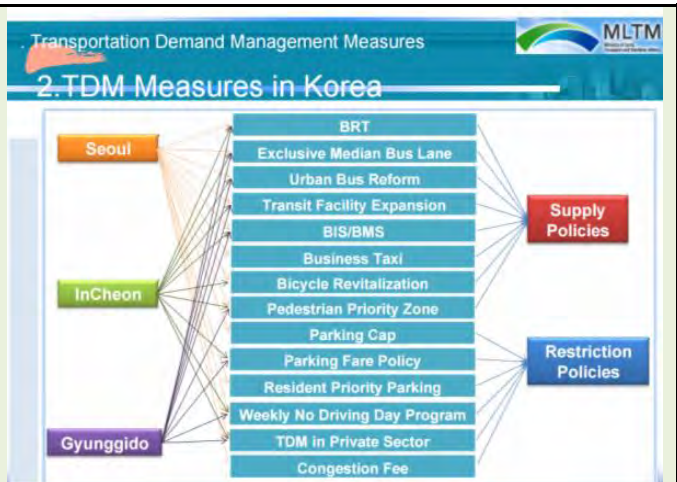 . Transportation Demand Management Measures
MLTM
2.TDM Measures in Korea
Seoul
InCheon
Gyunggido
BRT
Exclusive Median Bus Lane
Urban Bus Reform
Transit Facility Expansion
BIS/BMS
Business Taxi
Bicycle Revitalization
Pedestrian Priority Zone
Parking Cap
Parking Fare Policy
Resident Priority Parking
Weekly No Driving Day Program
TDM in Private Sector
Congestion Fee
Supply
Policies
Restriction
Policies